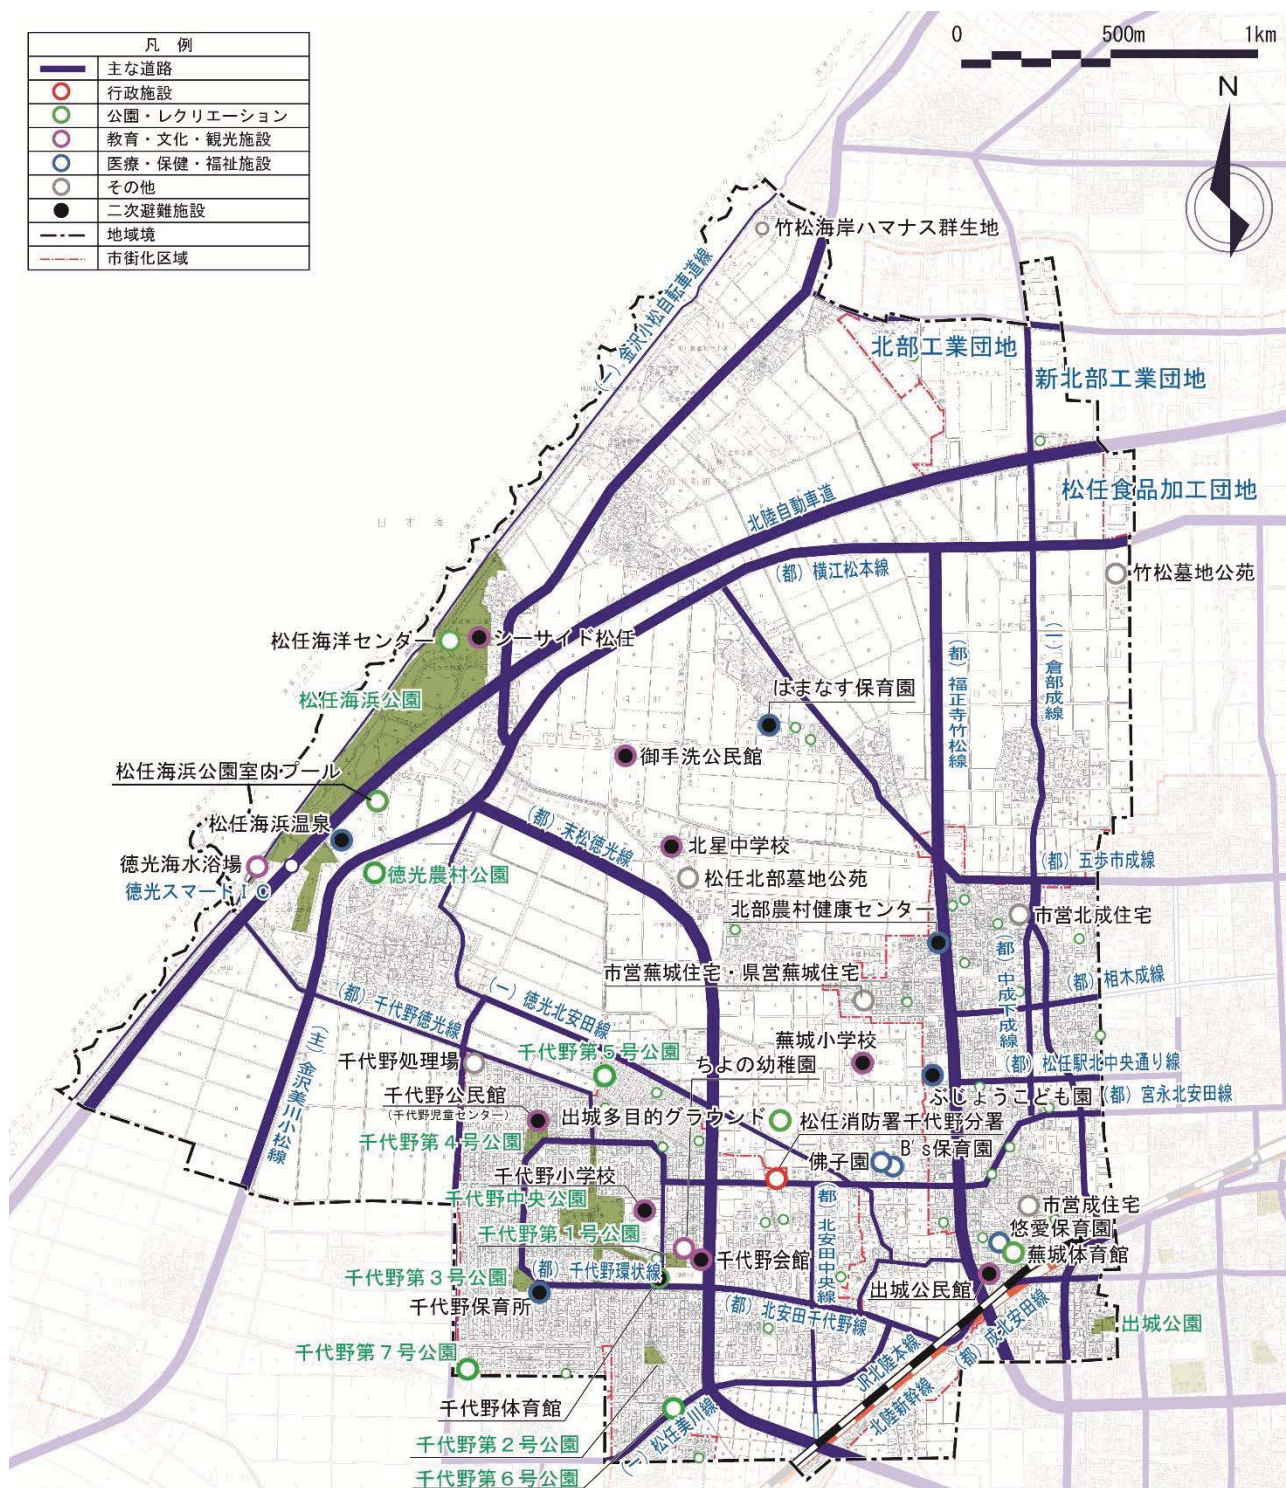 凡 例
主な道路
行政施設
公園・レクリエーション
教育・文化・観光施設
医療・保健・福祉施設
その他
二次避難施設
地域境
市街化区域
0 500m 1km
N
竹松海岸ハマナス群生地
(一)金沢小松自転車道線
北部工業団地
新北部工業団地
松任食品加工団地
北陸自動車道
(都)横江松本線
竹松墓地公苑
日本海
松任海洋センター
シーサイド松任
(都)福正寺竹松線
(一)倉部成線
はまなす保育園
松任海浜公園
御手洗公民館
松任海浜公園室内プール
松任海浜温泉
(都)末松徳光線
北星中学校
(都)五歩市成線
徳光海水浴場
徳光スマートIC
徳光農村公園
松任北部墓地公苑
北部農村健康センター
市営北成住宅
市営蕪城住宅・県営蕪城住宅
(都)中成下成線
(都)相木成線
(都)千代野徳光線
(一)徳光北安田線
(主)金沢美川小松線
千代野処理場
千代野第5号公園
蕪城小学校
ちよの幼稚園
(都)松任駅北中央通り線
ふじょうこども園
(都)宮永北安田線
千代野公民館
(千代野児童センター)
出城多目的グラウンド
松任消防署千代野分署
千代野第4号公園
佛子園
B's保育園
千代野小学校
千代野中央公園
(都)北安田中央線
市営成住宅
千代野第1号公園
悠愛保育園
千代野会館
蕪城体育館
(都)千代野環状線
千代野第3号公園
出城公民館
千代野保育所
(都)北安田千代野線
(都)成北安田線
出城公園
JR北陸本線
北陸新幹線
千代野第7号公園
千代野体育館
(一)松任美川線
千代野第2号公園
千代野第6号公園